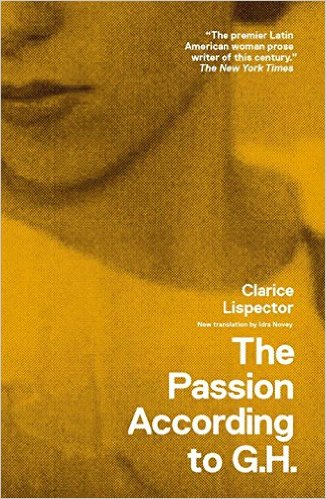 “The premier Latin
American woman prose
writer of this century.”
The New York Times
Clarice
Lispector
New translation by Idra Novey
The
Passion
According
to G.H.